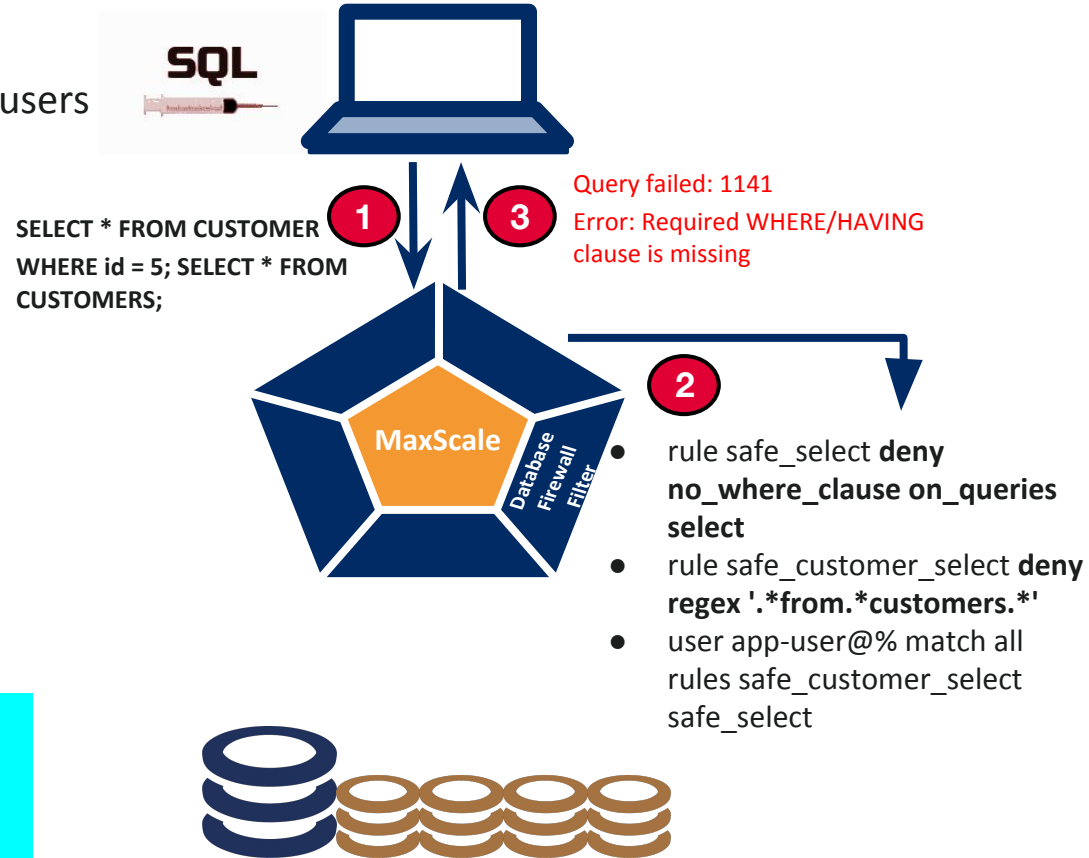 SQL
users
SELECT * FROM CUSTOMER
WHERE id = 5; SELECT * FROM
CUSTOMERS;
1
3
Query failed: 1141
Error: Required WHERE/HAVING
clause is missing
2
MaxScale
Database
Firewall
Filter
● rule safe_select deny
no_where_clause on_queries
select
● rule safe_customer_select deny
regex '.*from.*customers.*'
● user app-user@% match all
rules safe_customer_select
safe_select